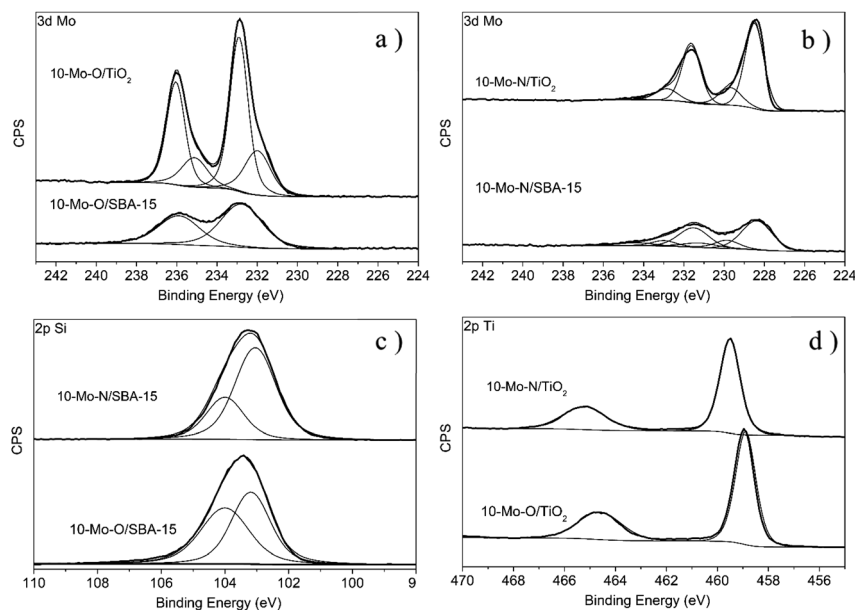 3d Mo
a )
10-Mo-O/TiO2
CPS
10-Mo-O/SBA-15
242 240 238 236 234 232 230 228 226 224
Binding Energy (eV)
3d Mo
b )
10-Mo-N/TiO2
CPS
10-Mo-N/SBA-15
242 240 238 236 234 232 230 228 226 224
Binding Energy (eV)
2p Si
c )
10-Mo-N/SBA-15
CPS
10-Mo-O/SBA-15
110 108 106 104 102 100 9
Binding Energy (eV)
2p Ti
d )
10-Mo-N/TiO2
CPS
10-Mo-O/TiO2
470 468 466 464 462 460 458 456
Binding Energy (eV)